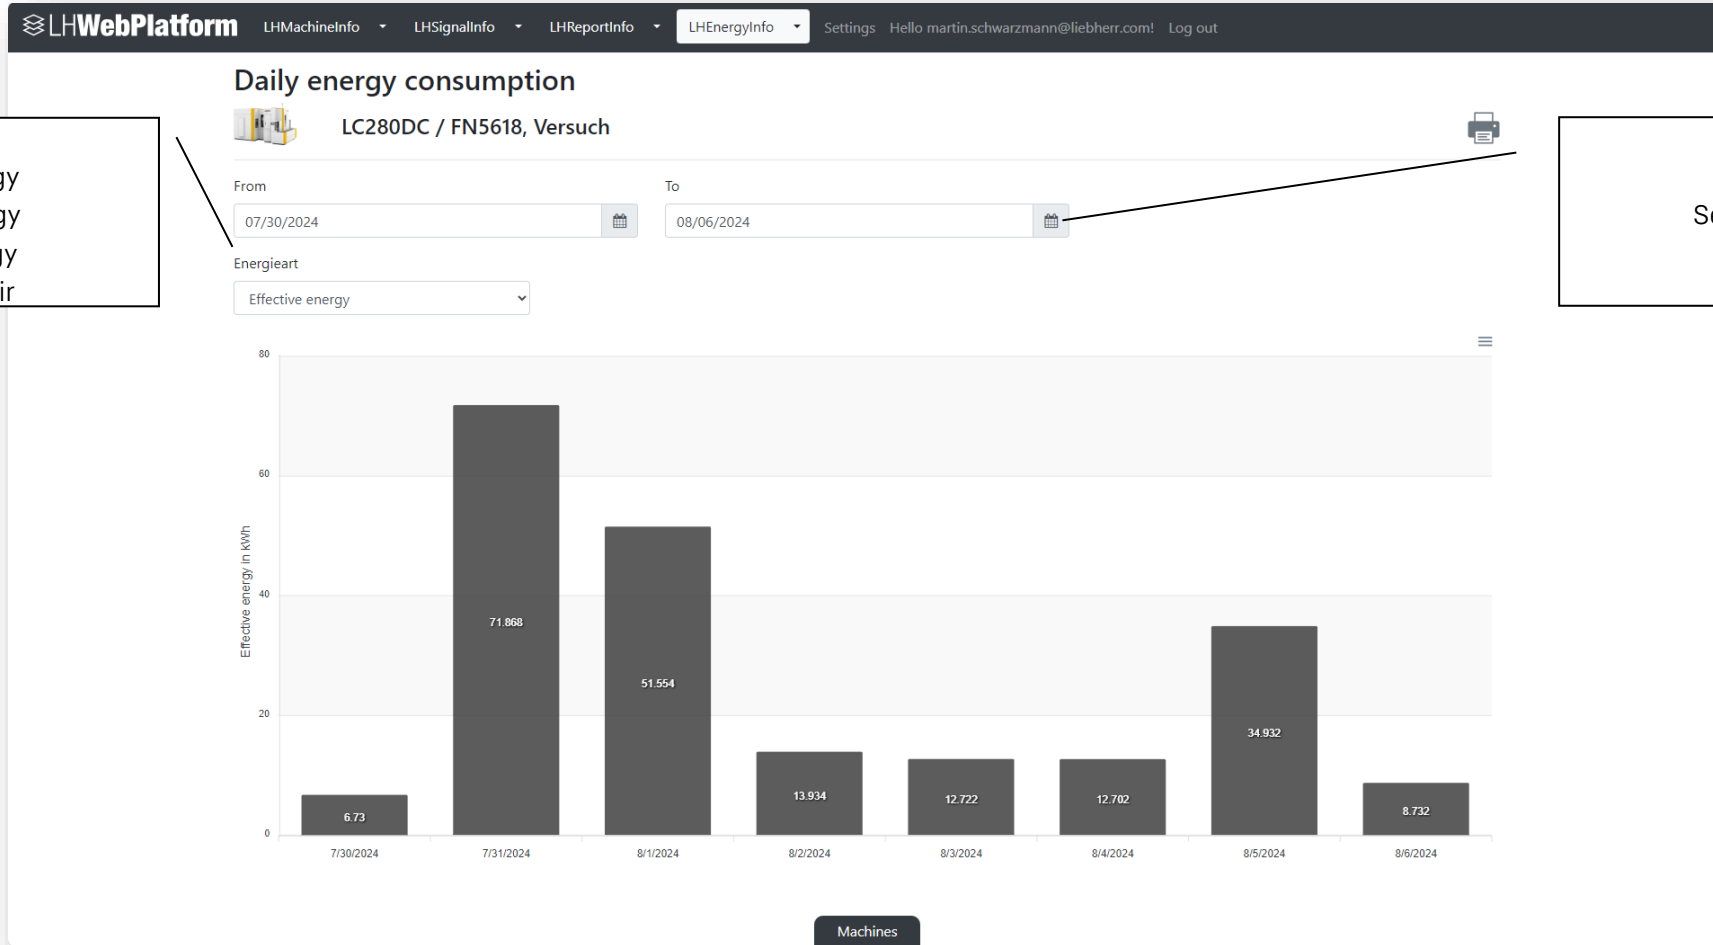 LHWebPlatform LHMachineInfo LHSignalInfo LHReportInfo LHEnergyInfo Settings Hello martin.schwarzmann@liebherr.com! Log out
Daily energy consumption
LC280DC / FN5618, Versuch
From To
07/30/2024 08/06/2024
Energieart
Effective energy
80
60
40
20
0
Effective energy in kWh
6.73 71.868 51.554 13.934 12.722 12.702 34.932 8.732
7/30/2024 7/31/2024 8/1/2024 8/2/2024 8/3/2024 8/4/2024 8/5/2024 8/6/2024
Machines